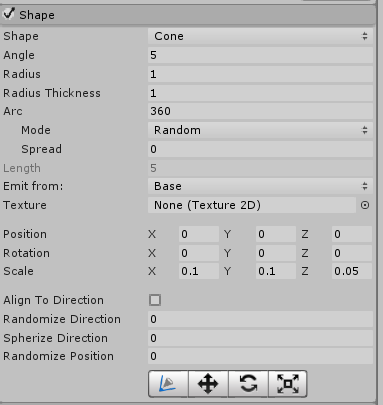 Shape
Shape Cone
Angle 5
Radius 1
Radius Thickness 1
Arc 360
Mode Random
Spread 0
Length 5
Emit from: Base
Texture None (Texture 2D)
Position X 0 Y 0 Z 0
Rotation X 0 Y 0 Z 0
Scale X 0.1 Y 0.1 Z 0.05
Align To Direction
Randomize Direction 0
Spherize Direction 0
Randomize Position 0